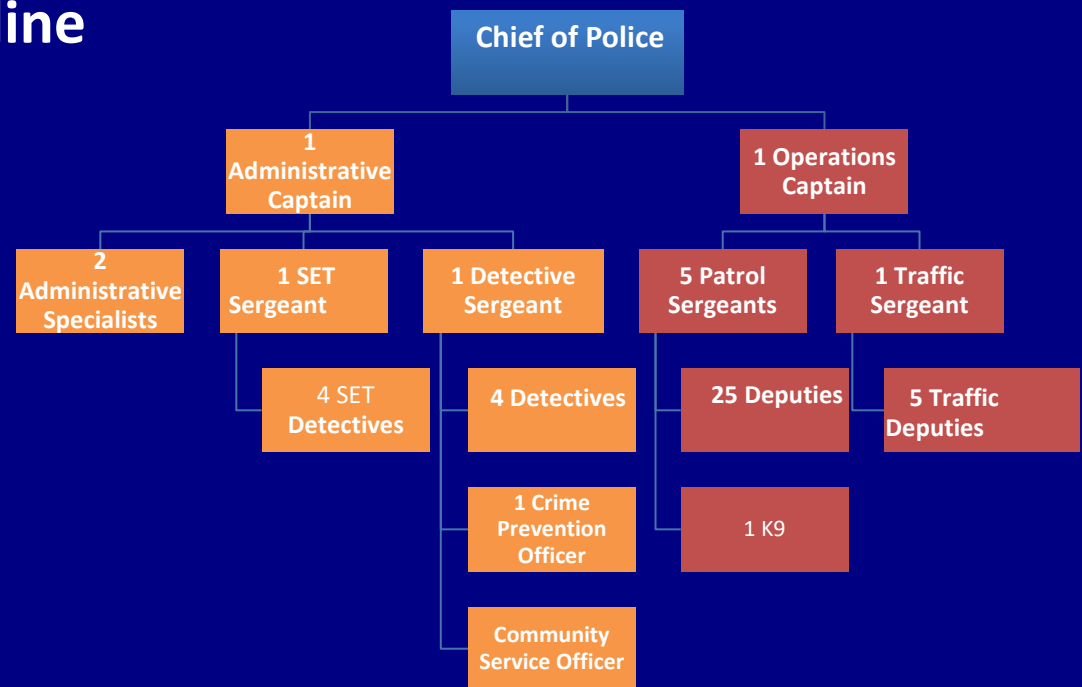 line
Chief of Police
1
Administrative
Captain
1 Operations
Captain
2
Administrative
Specialists
1 SET
Sergeant
1 Detective
Sergeant
5 Patrol
Sergeants
1 Traffic
Sergeant
4 SET
Detectives
4 Detectives
25 Deputies
5 Traffic
Deputies
1 Crime
Prevention
Officer
1 K9
Community
Service Officer